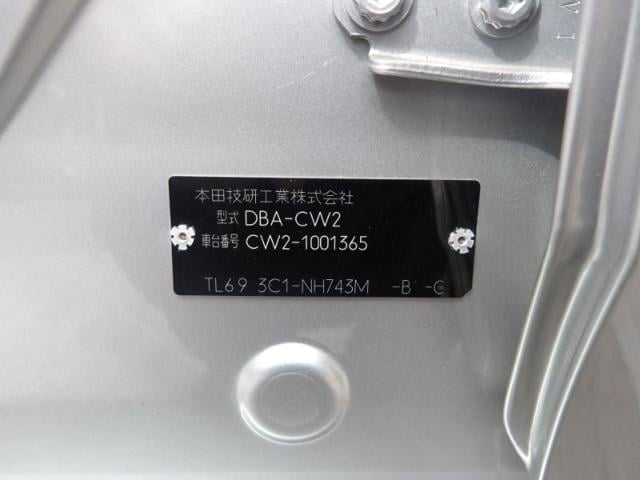 本田技研工業株式会社
型式 DBA-CW2
車台番号 CW2-1001365
TL69 3C1-NH743M -B -C